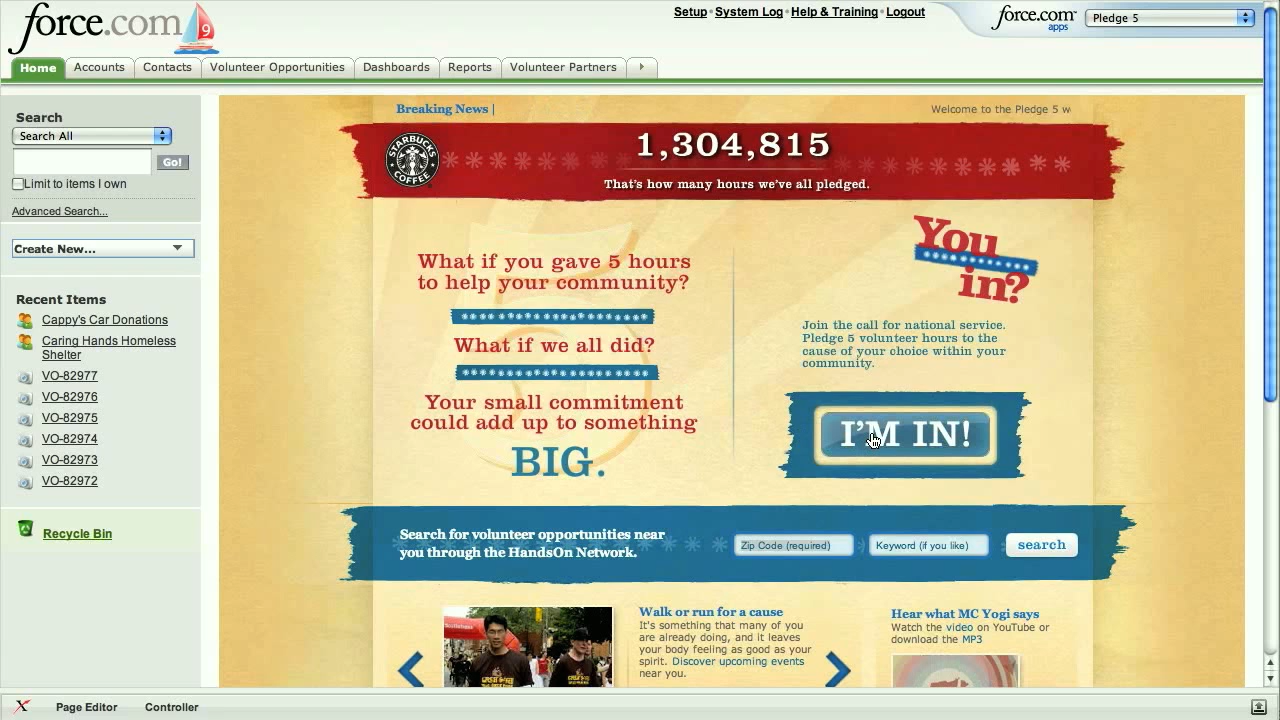 force.com 9
Setup • System Log • Help & Training • Logout
force.com
apps
Pledge 5
Home
Accounts
Contacts
Volunteer Opportunities
Dashboards
Reports
Volunteer Partners
Search
Search All
Go!
Limit to items I own
Advanced Search...
Create New...
Recent Items
Cappy's Car Donations
Caring Hands Homeless
Shelter
VO-82977
VO-82976
VO-82975
VO-82974
VO-82973
VO-82972
Recycle Bin
Breaking News |
Welcome to the Pledge 5 w
STARBUCKS
COFFEE
1,304,815
That's how many hours we've all pledged.
What if you gave 5 hours
to help your community?
What if we all did?
Your small commitment
could add up to something
BIG.
You
in?
Join the call for national service.
Pledge 5 volunteer hours to the
cause of your choice within your
community.
I'M IN!
Search for volunteer opportunities near
you through the HandsOn Network.
Zip Code (required)
Keyword (if you like)
search
Walk or run for a cause
It's something that many of you
are already doing, and it leaves
your body feeling as good as your
spirit. Discover upcoming events
near you.
Hear what MC Yogi says
Watch the video on YouTube or
download the MP3
Page Editor
Controller